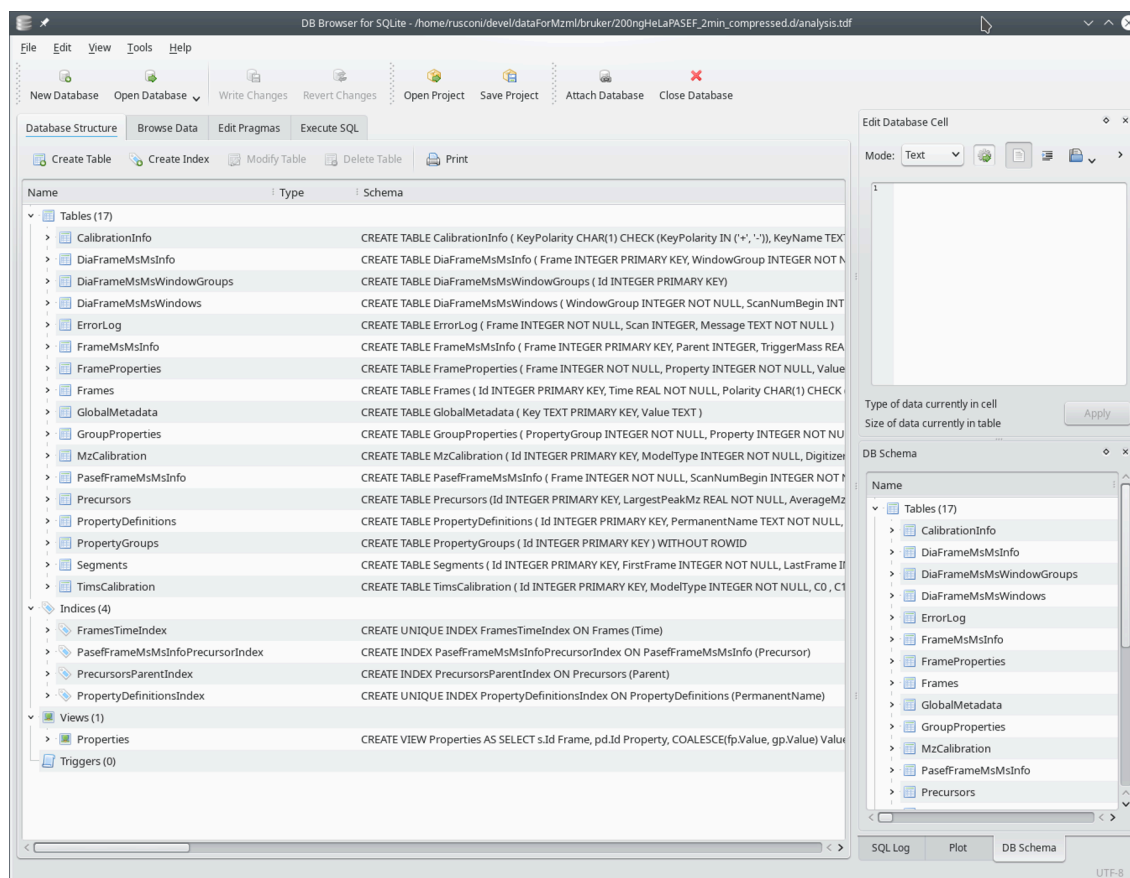 DB Browser for SQLite - /home/rusconi/devel/dataForMzml/bruker/200ngHeLaPASEF_2min_compressed.d/analysis.tdf
File Edit View Tools Help
New Database Open Database Write Changes Revert Changes Open Project Save Project Attach Database Close Database
Database Structure Browse Data Edit Pragmas Execute SQL
Create Table Create Index Modify Table Delete Table Print
Name Type Schema
Tables (17)
CalibrationInfo CREATE TABLE CalibrationInfo ( KeyPolarity CHAR(1) CHECK (KeyPolarity IN ('+', '-')), KeyName TEX
DiaFrameMsMsInfo CREATE TABLE DiaFrameMsMsInfo ( Frame INTEGER PRIMARY KEY, WindowGroup INTEGER NOT N
DiaFrameMsMsWindowGroups CREATE TABLE DiaFrameMsMsWindowGroups ( Id INTEGER PRIMARY KEY)
DiaFrameMsMsWindows CREATE TABLE DiaFrameMsMsWindows ( WindowGroup INTEGER NOT NULL, ScanNumBegin INT
ErrorLog CREATE TABLE ErrorLog ( Frame INTEGER NOT NULL, Scan INTEGER, Message TEXT NOT NULL )
FrameMsMsInfo CREATE TABLE FrameMsMsInfo ( Frame INTEGER PRIMARY KEY, Parent INTEGER, TriggerMass REA
FrameProperties CREATE TABLE FrameProperties ( Frame INTEGER NOT NULL, Property INTEGER NOT NULL, Value
Frames CREATE TABLE Frames ( Id INTEGER PRIMARY KEY, Time REAL NOT NULL, Polarity CHAR(1) CHECK
GlobalMetadata CREATE TABLE GlobalMetadata ( Key TEXT PRIMARY KEY, Value TEXT )
GroupProperties CREATE TABLE GroupProperties ( PropertyGroup INTEGER NOT NULL, Property INTEGER NOT NU
MzCalibration CREATE TABLE MzCalibration ( Id INTEGER PRIMARY KEY, ModelType INTEGER NOT NULL, Digitizer
PasefFrameMsMsInfo CREATE TABLE PasefFrameMsMsInfo ( Frame INTEGER NOT NULL, ScanNumBegin INTEGER NOT
Precursors CREATE TABLE Precursors (Id INTEGER PRIMARY KEY, LargestPeakMz REAL NOT NULL, AverageMz
PropertyDefinitions CREATE TABLE PropertyDefinitions ( Id INTEGER PRIMARY KEY, PermanentName TEXT NOT NULL,
PropertyGroups CREATE TABLE PropertyGroups ( Id INTEGER PRIMARY KEY ) WITHOUT ROWID
Segments CREATE TABLE Segments ( Id INTEGER PRIMARY KEY, FirstFrame INTEGER NOT NULL, LastFrame I
TimsCalibration CREATE TABLE TimsCalibration ( Id INTEGER PRIMARY KEY, ModelType INTEGER NOT NULL, C0 , C1
Indices (4)
FramesTimeIndex CREATE UNIQUE INDEX FramesTimeIndex ON Frames (Time)
PasefFrameMsMsInfoPrecursorIndex CREATE INDEX PasefFrameMsMsInfoPrecursorIndex ON PasefFrameMsMsInfo (Precursor)
PrecursorsParentIndex CREATE INDEX PrecursorsParentIndex ON Precursors (Parent)
PropertyDefinitionsIndex CREATE UNIQUE INDEX PropertyDefinitionsIndex ON PropertyDefinitions (PermanentName)
Views (1)
Properties CREATE VIEW Properties AS SELECT s.Id Frame, pd.Id Property, COALESCE(fp.Value, gp.Value) Value
Triggers (0)
Edit Database Cell
Mode: Text
1
Type of data currently in cell
Size of data currently in table
Apply
DB Schema
Name
Tables (17)
CalibrationInfo
DiaFrameMsMsInfo
DiaFrameMsMsWindowGroups
DiaFrameMsMsWindows
ErrorLog
FrameMsMsInfo
FrameProperties
Frames
GlobalMetadata
GroupProperties
MzCalibration
PasefFrameMsMsInfo
Precursors
SQL Log Plot DB Schema
UTF-8